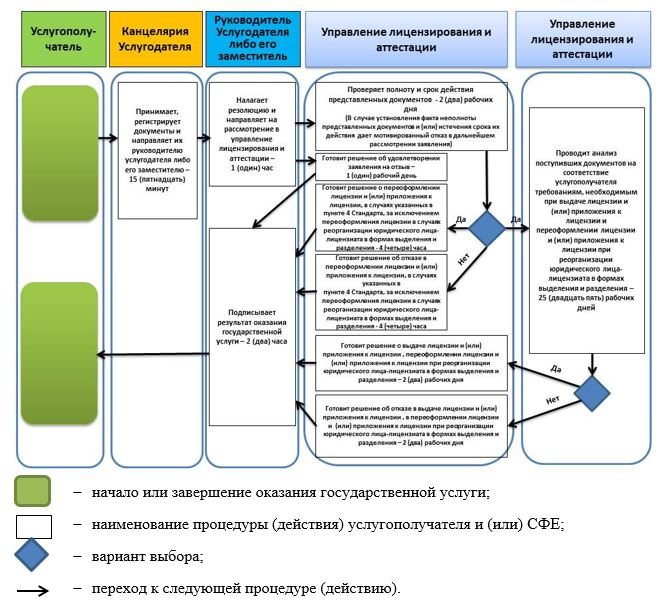 Услугополу-
чатель
Канцелярия
Услугодателя
Руководитель
Услугодателя
либо его
заместитель
Управление лицензирования и
аттестации
Управление
лицензирования и
аттестации
Принимает,
регистрирует
документы и
направляет их
руководителю
услугодателя либо
его заместителю –
15 (пятнадцать)
минут
Налагает
резолюцию и
направляет на
рассмотрение в
управление
лицензирования и
аттестации –
1 (один) час
Подписывает
результат оказания
государственной
услуги – 2 (два) часа
Проверяет полноту и срок действия
представленных документов - 2 (два) рабочих
дня
(В случае установления факта неполноты
представленных документов и (или) истечения срока их
действия дает мотивированный отказ в дальнейшем
рассмотрении заявления)
Готовит решение об удовлетворении
заявления на отзыв –
1 (один) рабочий день
Готовит решение о переоформлении
лицензии и (или) приложения к
лицензии, в случаях указанных в
пункте 4 Стандарта, за исключением
переоформления лицензии в случаях
реорганизации юридического лица-
лицензиата в формах выделения и
разделения - 4 (четыре) часа
Готовит решение об отказе в
переоформлении лицензии и (или)
приложения к лицензии, в случаях
указанных в
пункте 4 Стандарта, за исключением
переоформления лицензии в случаях
реорганизации юридического лица-
лицензиата в формах выделения и
разделения - 4 (четыре) часа
Готовит решение о выдаче лицензии и (или)
приложения к лицензии , переоформлении лицензии и
(или) приложения к лицензии при реорганизации
юридического лица-лицензиата в формах выделения и
разделения – 2 (два) рабочих дня
Готовит решение об отказе в выдаче лицензии и (или)
приложения к лицензии , в переоформлении лицензии
и (или) приложения к лицензии при реорганизации
юридического лица-лицензиата в формах выделения и
разделения – 2 (два) рабочих дня
Да
Да
Нет
Проводит анализ
поступивших документов на
соответствие
услугополучателя
требованиям, необходимым
при выдаче лицензии и
(или) приложения к
лицензии и
переоформлении лицензии
и (или) приложения к
лицензии при
реорганизации
юридического лица-
лицензиата в формах
выделения и разделения –
25 (двадцать пять) рабочих
дней
Да
Нет
– начало или завершение оказания государственной услуги;
– наименование процедуры (действия) услугополучателя и (или) СФЕ;
– вариант выбора;
– переход к следующей процедуре (действию).